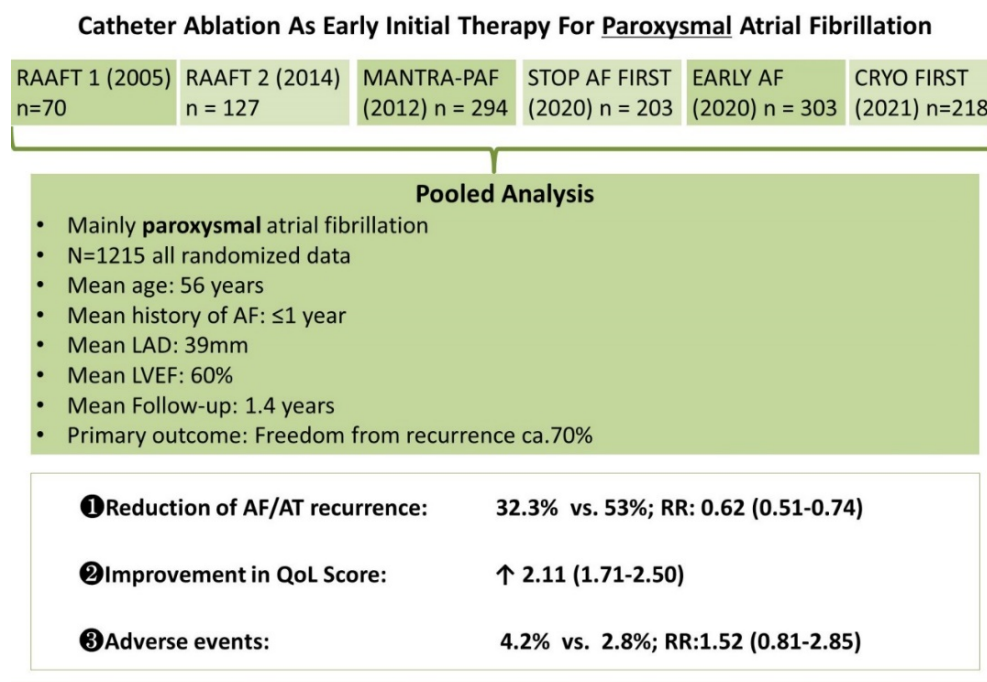 Catheter Ablation As Early Initial Therapy For Paroxysmal Atrial Fibrillation
RAAFT 1 (2005)
n=70
RAAFT 2 (2014)
n = 127
MANTRA-PAF
(2012) n = 294
STOP AF FIRST
(2020) n = 203
EARLY AF
(2020) n = 303
CRYO FIRST
(2021) n=218
Pooled Analysis
• Mainly paroxysmal atrial fibrillation
• N=1215 all randomized data
• Mean age: 56 years
• Mean history of AF: ≤1 year
• Mean LAD: 39mm
• Mean LVEF: 60%
• Mean Follow-up: 1.4 years
• Primary outcome: Freedom from recurrence ca.70%
❶Reduction of AF/AT recurrence: 32.3% vs. 53%; RR: 0.62 (0.51-0.74)
❷Improvement in QoL Score: ↑ 2.11 (1.71-2.50)
❸Adverse events: 4.2% vs. 2.8%; RR:1.52 (0.81-2.85)